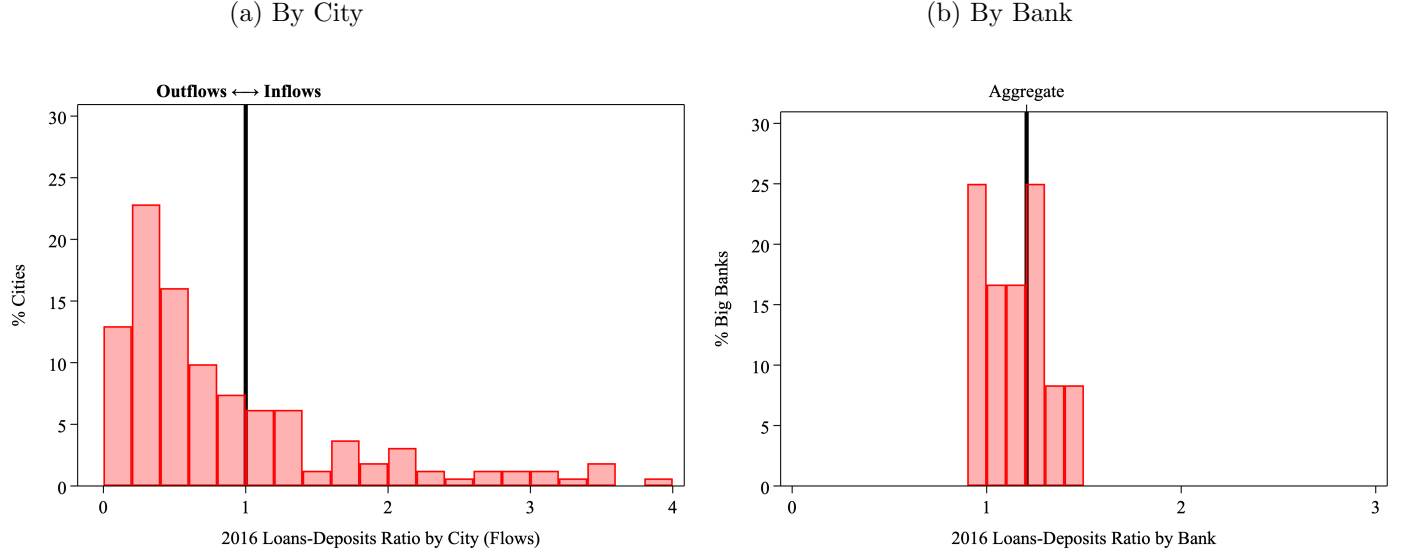 (a) By City
Outflows ⟷ Inflows
30
25
20
15
10
5
0
% Cities
0 1 2 3 4
2016 Loans-Deposits Ratio by City (Flows)
(b) By Bank
Aggregate
30
25
20
15
10
5
0
% Big Banks
0 1 2 3
2016 Loans-Deposits Ratio by Bank